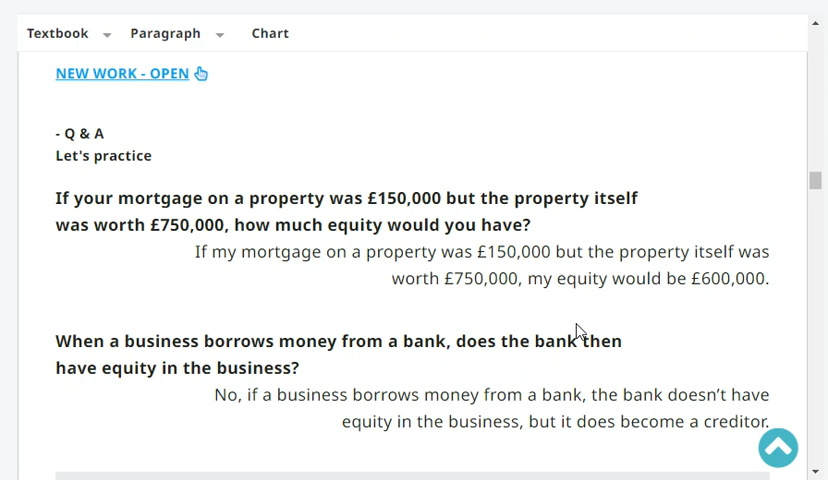 Textbook Paragraph Chart
NEW WORK - OPEN
- Q & A
Let's practice
If your mortgage on a property was £150,000 but the property itself
was worth £750,000, how much equity would you have?
If my mortgage on a property was £150,000 but the property itself was
worth £750,000, my equity would be £600,000.
When a business borrows money from a bank, does the bank then
have equity in the business?
No, if a business borrows money from a bank, the bank doesn’t have
equity in the business, but it does become a creditor.